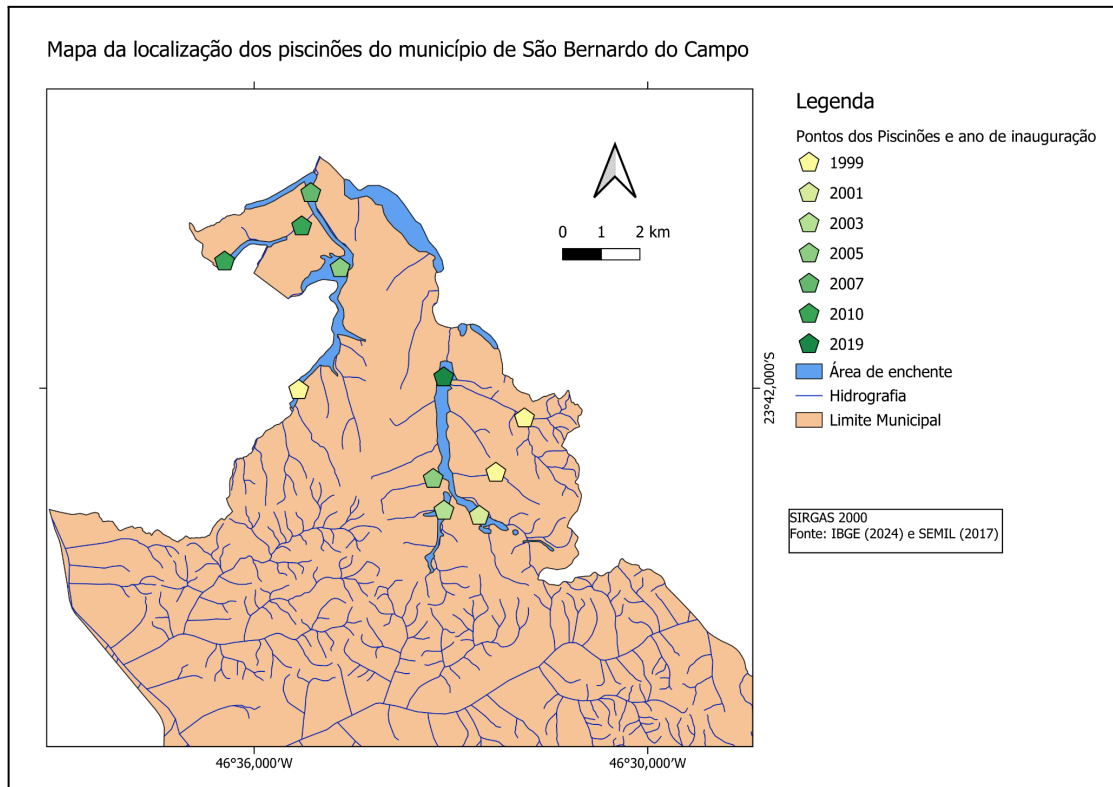 Mapa da localização dos piscinões do município de São Bernardo do Campo
Legenda
Pontos dos Piscinões e ano de inauguração
1999
2001
2003
2005
2007
2010
2019
Área de enchente
Hidrografia
Limite Municipal
0 1 2 km
23°42,000'S
SIRGAS 2000
Fonte: IBGE (2024) e SEMIL (2017)
46°36,000'W
46°30,000'W